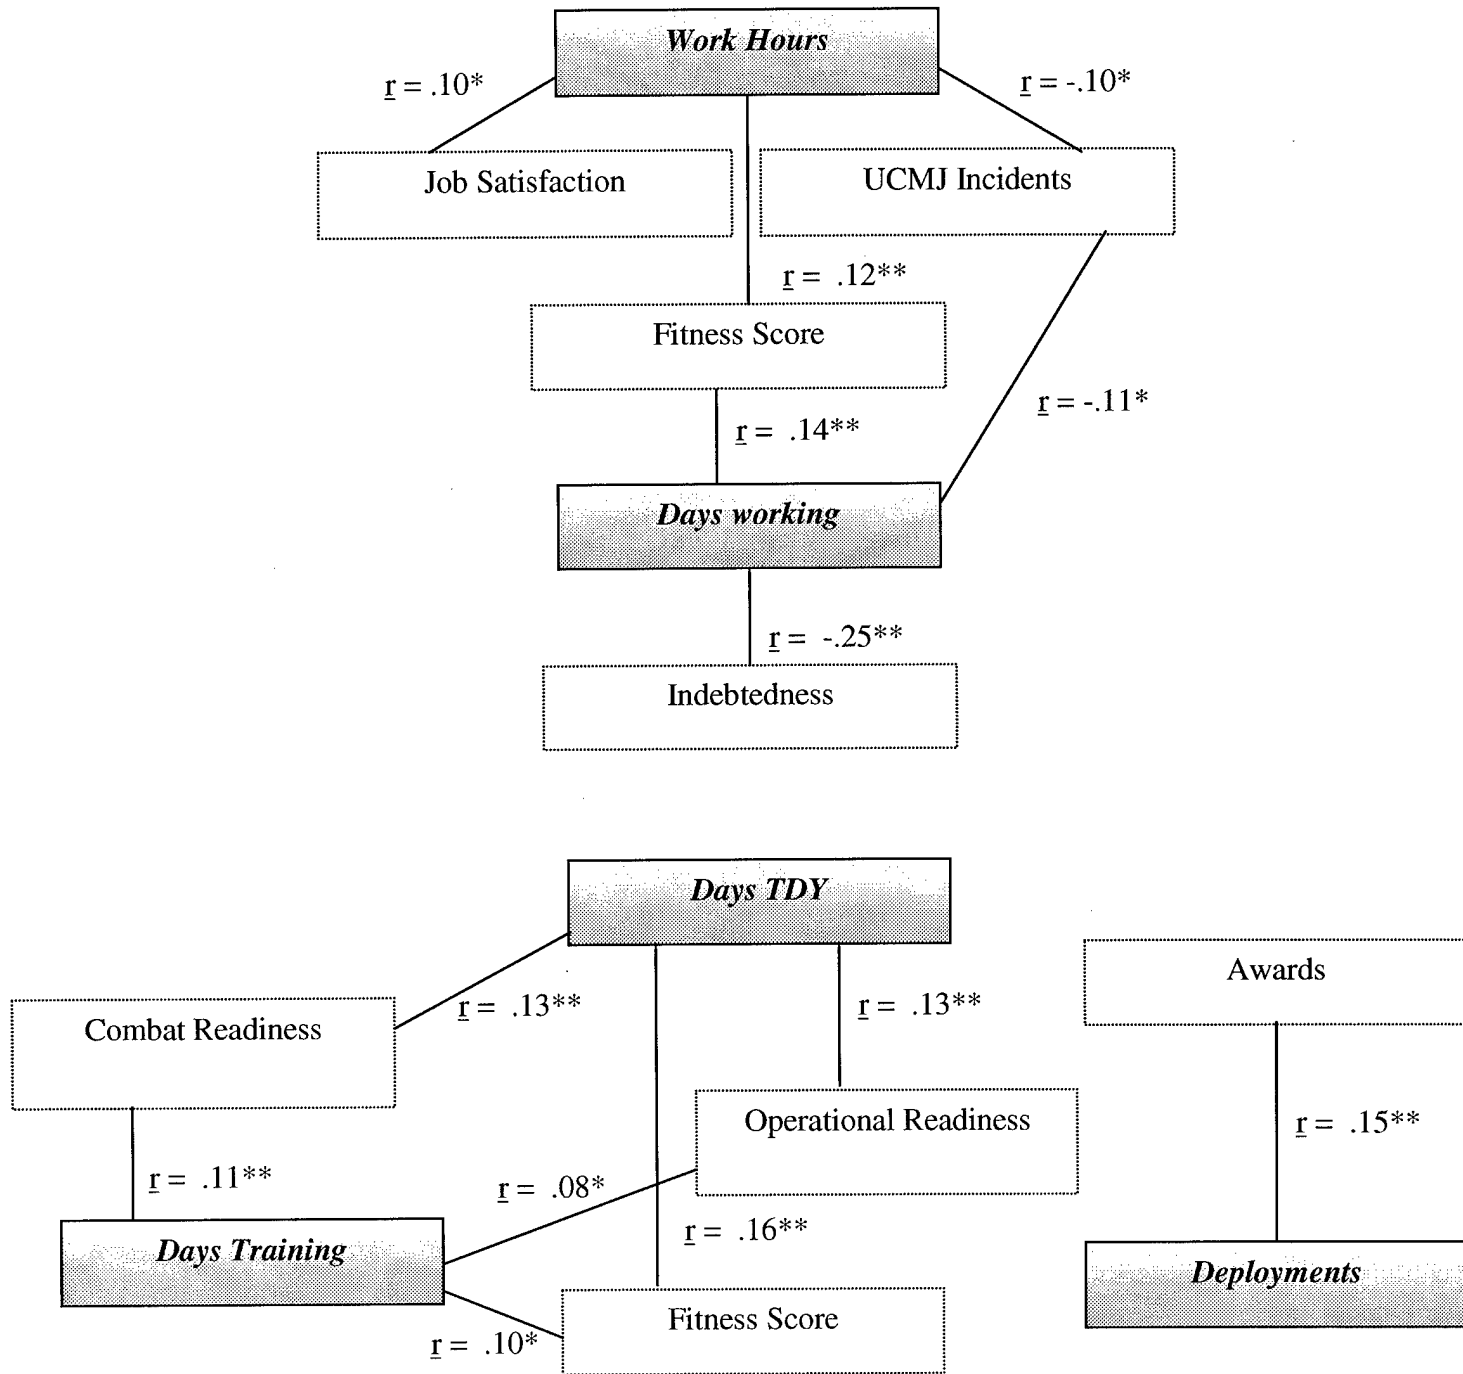 Work Hours
r = .10*
r = -.10*
Job Satisfaction
UCMJ Incidents
r = .12**
Fitness Score
r = -.11*
r = .14**
Days working
r = -.25**
Indebtedness
Days TDY
Awards
r = .13**
r = .13**
Combat Readiness
Operational Readiness
r = .15**
r = .11**
r = .08*
r = .16**
Days Training
Deployments
Fitness Score
r = .10*